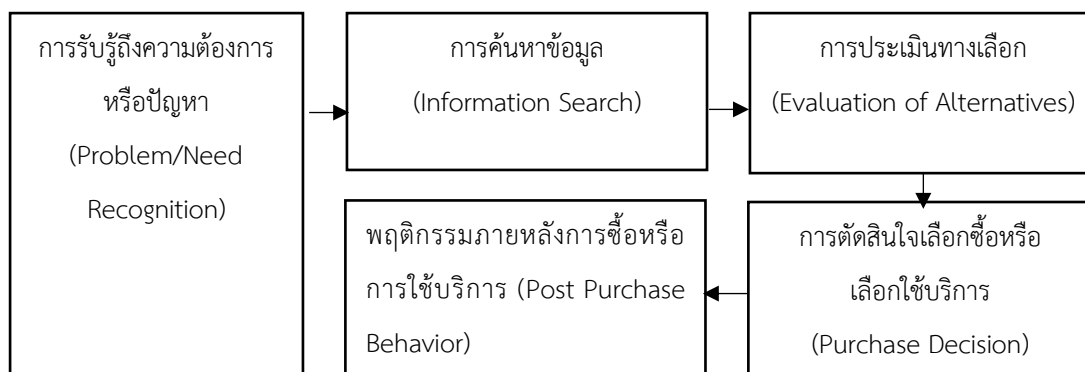 การรับรู้ถึงความต้องการ
หรือปัญหา
(Problem/Need
Recognition)
การค้นหาข้อมูล
(Information Search)
การประเมินทางเลือก
(Evaluation of Alternatives)
การตัดสินใจเลือกซื้อหรือ
เลือกใช้บริการ
(Purchase Decision)
พฤติกรรมภายหลังการซื้อหรือ
การใช้บริการ (Post Purchase
Behavior)